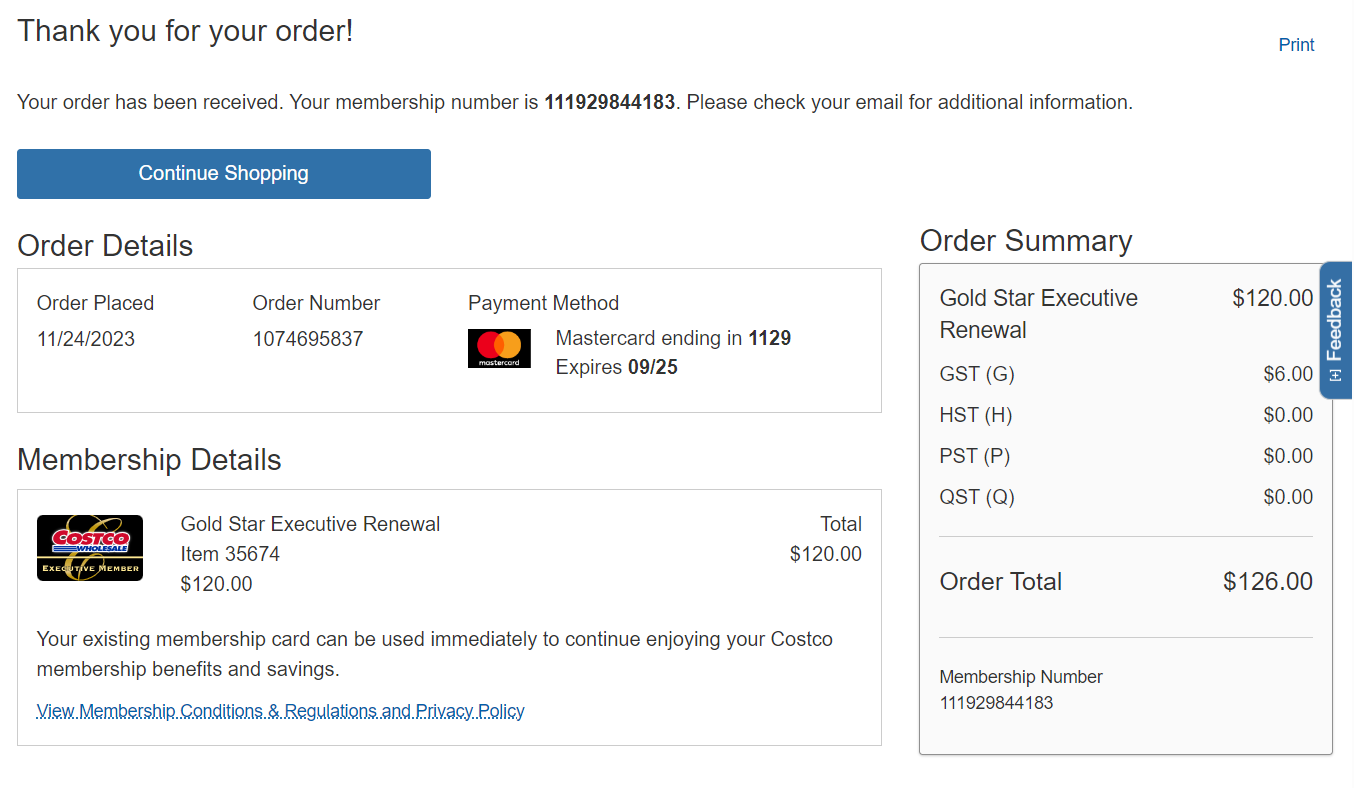 Thank you for your order!
Print
Your order has been received. Your membership number is 111929844183. Please check your email for additional information.
Continue Shopping
Order Details
Order Placed
11/24/2023
Order Number
1074695837
Payment Method
mastercard
Mastercard ending in 1129
Expires 09/25
Membership Details
COSTCO
WHOLESALE
EXECUTIVE MEMBER
Gold Star Executive Renewal
Item 35674
$120.00
Total
$120.00
Your existing membership card can be used immediately to continue enjoying your Costco
membership benefits and savings.
View Membership Conditions & Regulations and Privacy Policy
Order Summary
Gold Star Executive
Renewal
$120.00
GST (G) $6.00
HST (H) $0.00
PST (P) $0.00
QST (Q) $0.00
Order Total $126.00
Membership Number
111929844183
[+] Feedback